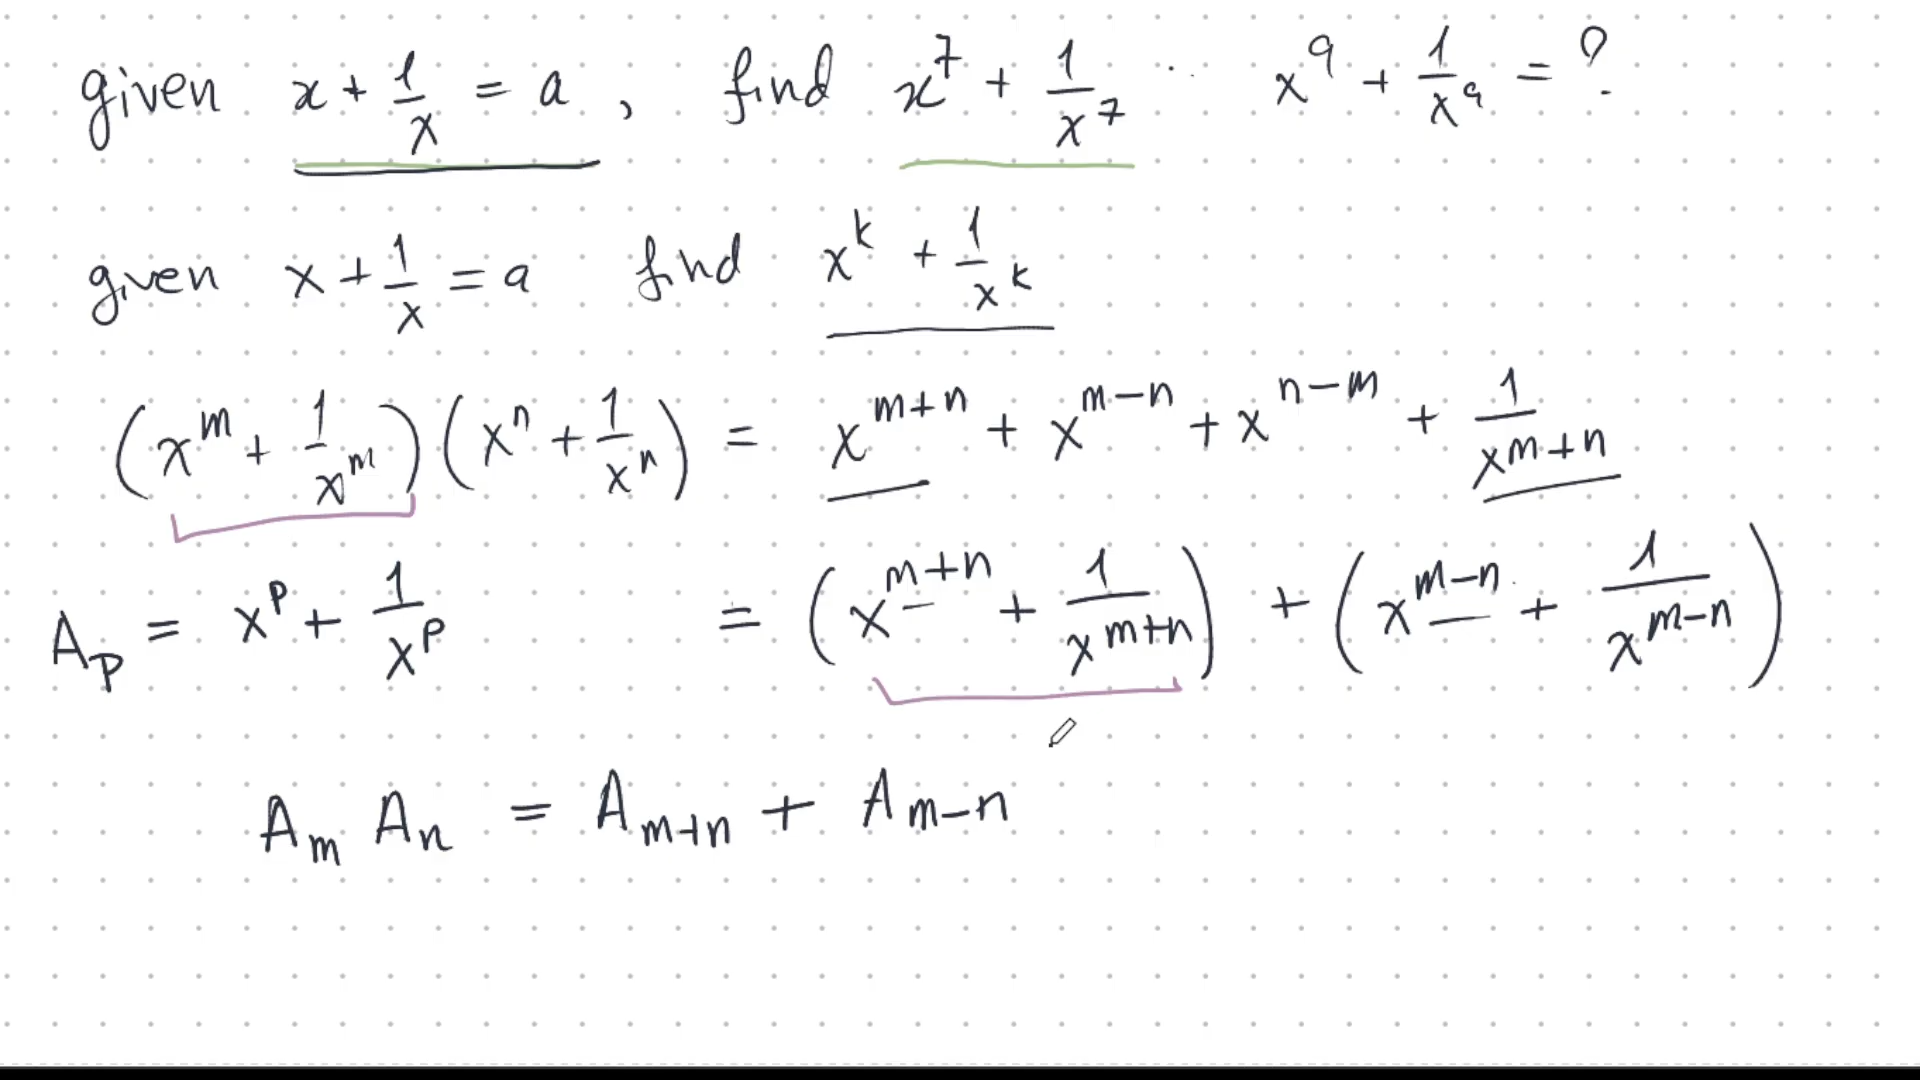 given x + 1/x = a , find x^7 + 1/x^7 .. x^9 + 1/x^9 = ?
given x + 1/x = a find x^k + 1/x^k
(x^m + 1/x^m)(x^n + 1/x^n) = x^(m+n) + x^(m-n) + x^(n-m) + 1/x^(m+n)
A_p = x^p + 1/x^p = (x^(m+n) + 1/x^(m+n)) + (x^(m-n) + 1/x^(m-n))
A_m A_n = A_(m+n) + A_(m-n)